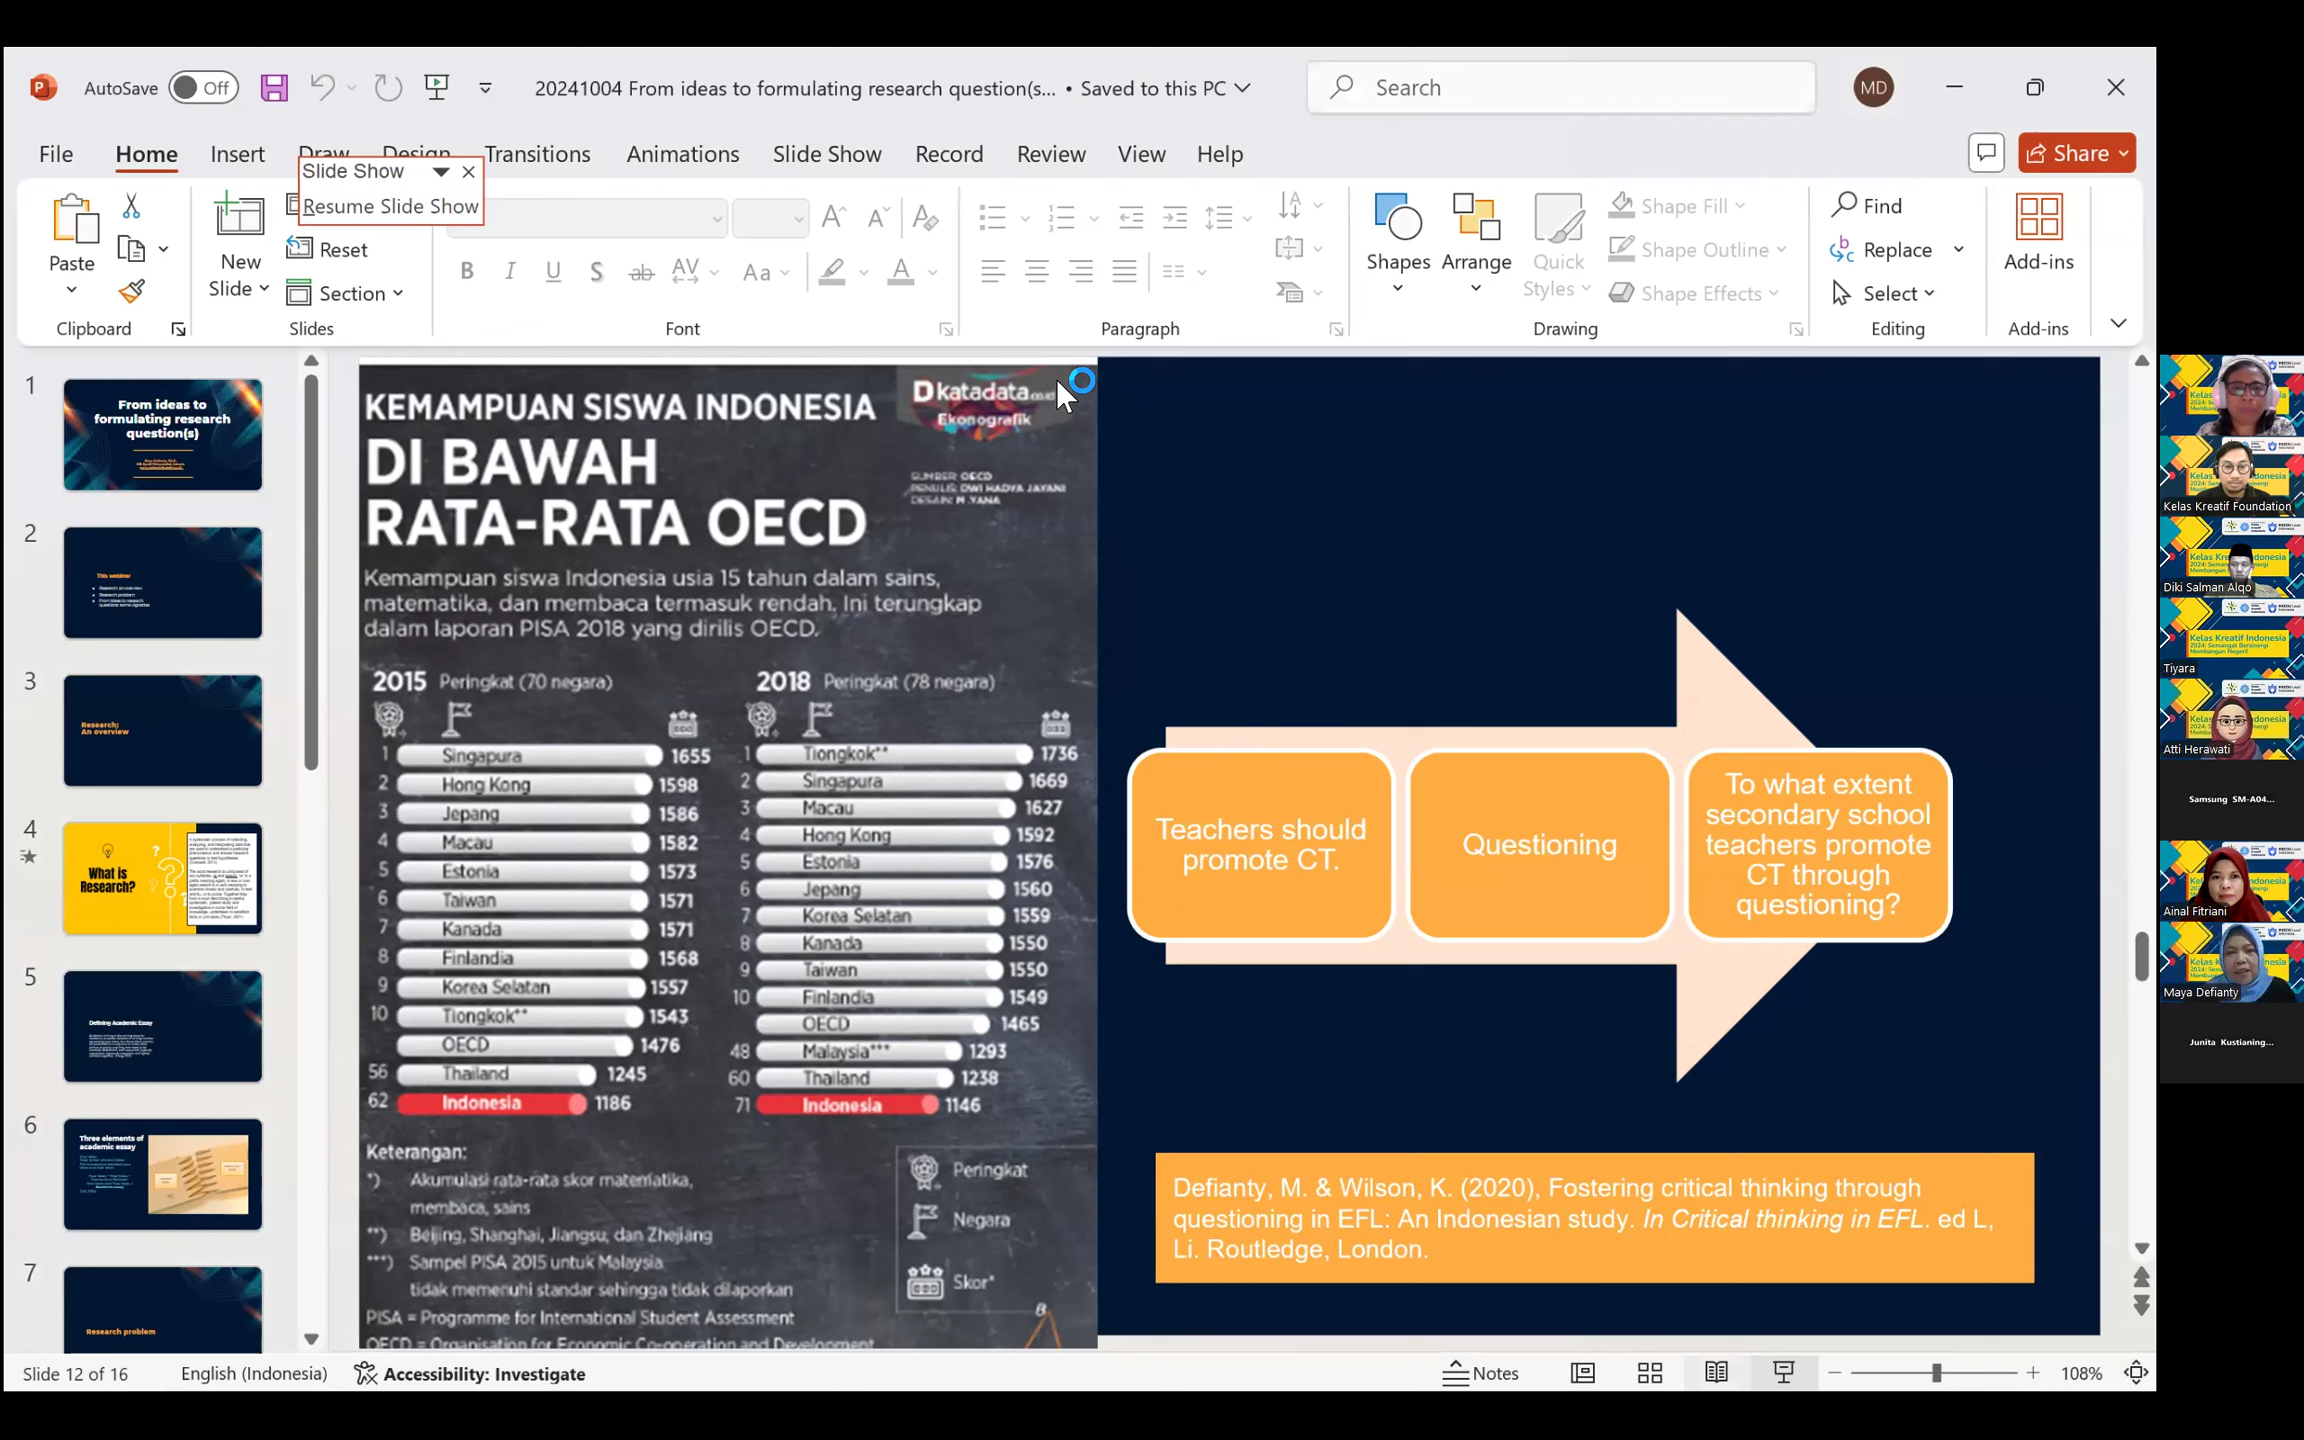 AutoSave Off 20241004 From ideas to formulating research question(s... • Saved to this PC Search MD
File Home Insert Draw Design Transitions Animations Slide Show Record Review View Help Share
Slide Show
Resume Slide Show
Paste
New Slide
Reset
Section
Shapes Arrange Quick Styles
Shape Fill
Shape Outline
Shape Effects
Find
Replace
Select
Add-ins
Clipboard Slides Font Paragraph Drawing Editing Add-ins
1
From ideas to
formulating research
question(s)
2
This webinar
3
Research:
An overview
4
What is
Research?
5
Defining Academic Essay
6
Three elements of
academic essay
7
Research problem
KEMAMPUAN SISWA INDONESIA
DI BAWAH
RATA-RATA OECD
Dkatadata.co.id
Ekonografik
SUMBER: OECD
PENULIS: DWI HADYA JAYANI
DESAIN: M .YANA
Kemampuan siswa Indonesia usia 15 tahun dalam sains,
matematika, dan membaca termasuk rendah. Ini terungkap
dalam laporan PISA 2018 yang dirilis OECD.
2015 Peringkat (70 negara)
1 Singapura 1655
2 Hong Kong 1598
3 Jepang 1586
4 Macau 1582
5 Estonia 1573
6 Taiwan 1571
7 Kanada 1571
8 Finlandia 1568
9 Korea Selatan 1557
10 Tiongkok** 1543
OECD 1476
56 Thailand 1245
62 Indonesia 1186
2018 Peringkat (78 negara)
1 Tiongkok** 1736
2 Singapura 1669
3 Macau 1627
4 Hong Kong 1592
5 Estonia 1576
6 Jepang 1560
7 Korea Selatan 1559
8 Kanada 1550
9 Taiwan 1550
10 Finlandia 1549
OECD 1465
48 Malaysia*** 1293
60 Thailand 1238
71 Indonesia 1146
Keterangan:
*) Akumulasi rata-rata skor matematika,
membaca, sains
**) Beijing, Shanghai, Jiangsu, dan Zhejiang
***) Sampel PISA 2015 untuk Malaysia
tidak memenuhi standar sehingga tidak dilaporkan
PISA = Programme for International Student Assessment
OECD = Organisation for Economic Co-operation and Development
Peringkat
Negara
Skor*
Teachers should
promote CT.
Questioning
To what extent
secondary school
teachers promote
CT through
questioning?
Defianty, M. & Wilson, K. (2020), Fostering critical thinking through
questioning in EFL: An Indonesian study. In Critical thinking in EFL. ed L,
Li. Routledge, London.
Kelas Kreatif Foundation
Diki Salman Alqo
Kelas Kreatif Indonesia
2024: Semangat Bersinergi
Membangun Negeri!
Tiyara
Atti Herawati
Samsung SM-A04...
Ainal Fitriani
Maya Defianty
Junita Kustianing...
Slide 12 of 16 English (Indonesia) Accessibility: Investigate Notes 108%